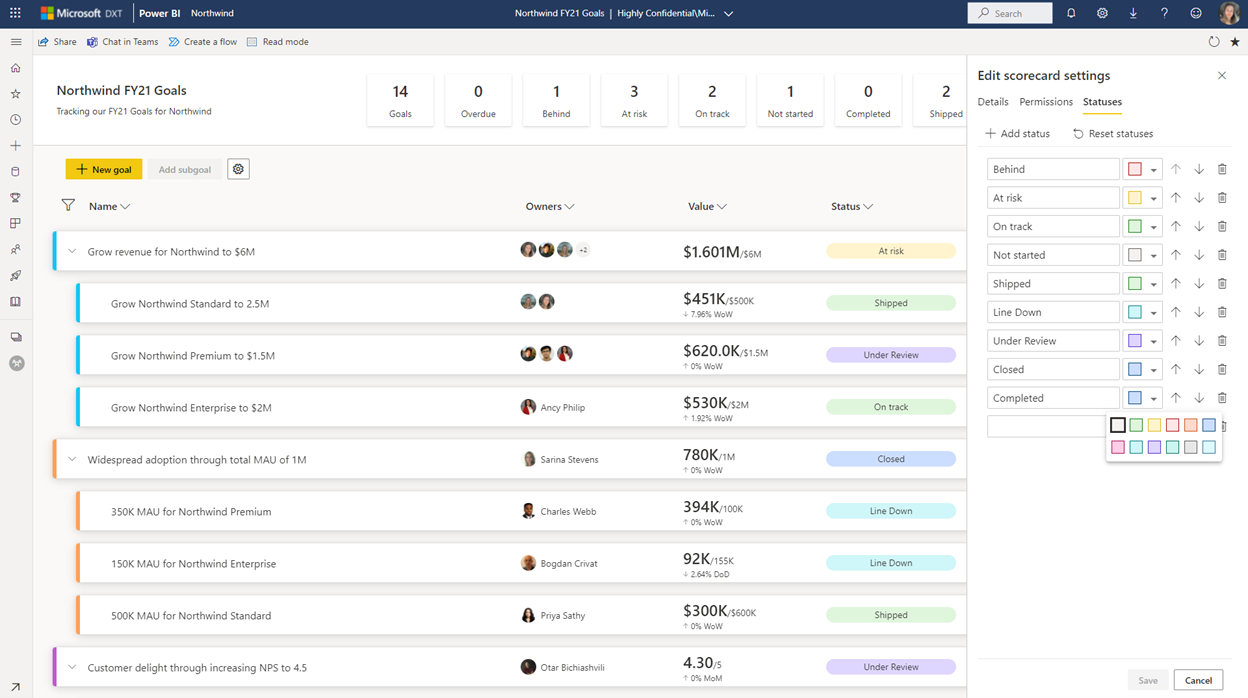 Microsoft DXT Power BI Northwind Northwind FY21 Goals | Highly Confidential\Mi... Search
Share Chat in Teams Create a flow Read mode
Northwind FY21 Goals
Tracking our FY21 Goals for Northwind
14 0 1 3 2 1 0 2
Goals Overdue Behind At risk On track Not started Completed Shipped
New goal Add subgoal
Name Owners Value Status
Grow revenue for Northwind to $6M +2 $1.601M/$6M At risk
Grow Northwind Standard to 2.5M $451K/$500K Shipped
↓ 7.96% WoW
Grow Northwind Premium to $1.5M $620.0K/$1.5M Under Review
↑ 0% WoW
Grow Northwind Enterprise to $2M Ancy Philip $530K/$2M On track
↑ 1.92% WoW
Widespread adoption through total MAU of 1M Sarina Stevens 780K/1M Closed
↑ 0% WoW
350K MAU for Northwind Premium Charles Webb 394K/100K Line Down
↑ 0% WoW
150K MAU for Northwind Enterprise Bogdan Crivat 92K/155K Line Down
↓ 2.64% DoD
500K MAU for Northwind Standard Priya Sathy $300K/$600K Shipped
↑ 0% WoW
Customer delight through increasing NPS to 4.5 Otar Bichiashvili 4.30/5 Under Review
↑ 0% MoM
Edit scorecard settings
Details Permissions Statuses
Add status Reset statuses
Behind
At risk
On track
Not started
Shipped
Line Down
Under Review
Closed
Completed
Save Cancel